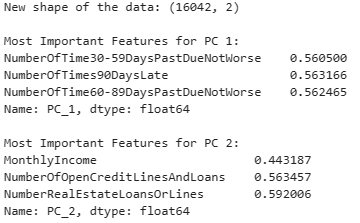 New shape of the data: (16042, 2)
Most Important Features for PC 1:
NumberOfTime30-59DaysPastDueNotWorse    0.560500
NumberOfTimes90DaysLate                 0.563166
NumberOfTime60-89DaysPastDueNotWorse    0.562465
Name: PC_1, dtype: float64
Most Important Features for PC 2:
MonthlyIncome                      0.443187
NumberOfOpenCreditLinesAndLoans    0.563457
NumberRealEstateLoansOrLines       0.592006
Name: PC_2, dtype: float64